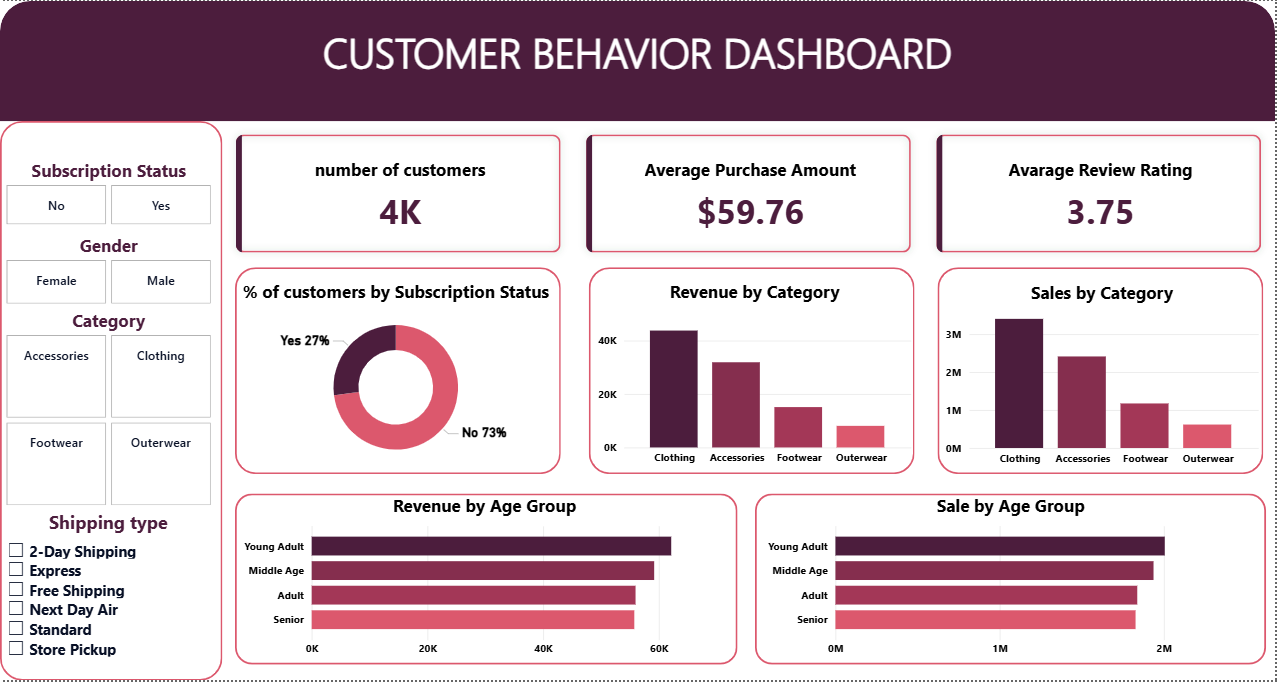 CUSTOMER BEHAVIOR DASHBOARD
Subscription Status
No
Yes
Gender
Female
Male
Category
Accessories
Clothing
Footwear
Outerwear
Shipping type
2-Day Shipping
Express
Free Shipping
Next Day Air
Standard
Store Pickup
number of customers
4K
Average Purchase Amount
$59.76
Avarage Review Rating
3.75
% of customers by Subscription Status
Yes 27%
No 73%
Revenue by Category
40K
20K
0K
Clothing
Accessories
Footwear
Outerwear
Sales by Category
3M
2M
1M
0M
Clothing
Accessories
Footwear
Outerwear
Revenue by Age Group
Young Adult
Middle Age
Adult
Senior
0K
20K
40K
60K
Sale by Age Group
Young Adult
Middle Age
Adult
Senior
0M
1M
2M